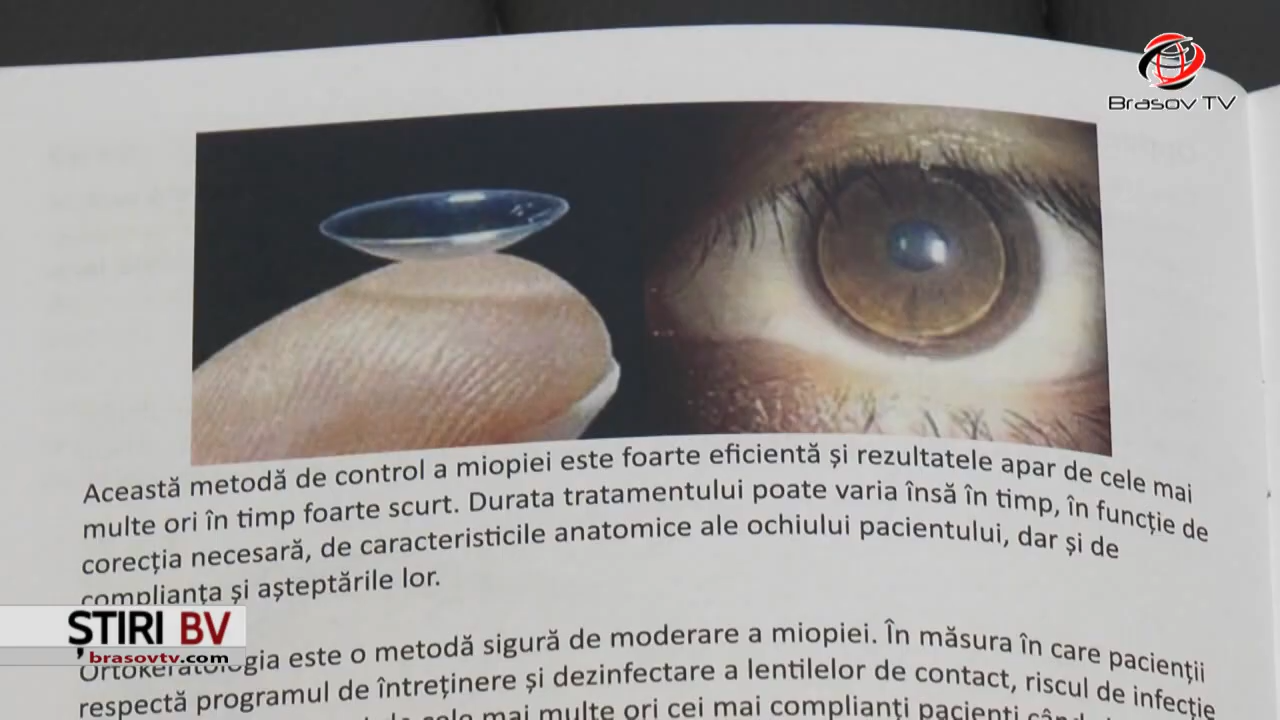 Brasov TV
Această metodă de control a miopiei este foarte eficientă și rezultatele apar de cele mai
multe ori în timp foarte scurt. Durata tratamentului poate varia însă în timp, în funcție de
corecția necesară, de caracteristicile anatomice ale ochiului pacientului, dar și de
complianța și așteptările lor.
ȘTIRI BV
brasovtv.com
Ortokeratologia este o metodă sigură de moderare a miopiei. În măsura în care pacienții
respectă programul de întreținere și dezinfectare a lentilelor de contact, riscul de infecție
cele mai multe ori cei mai complianți pacienți când